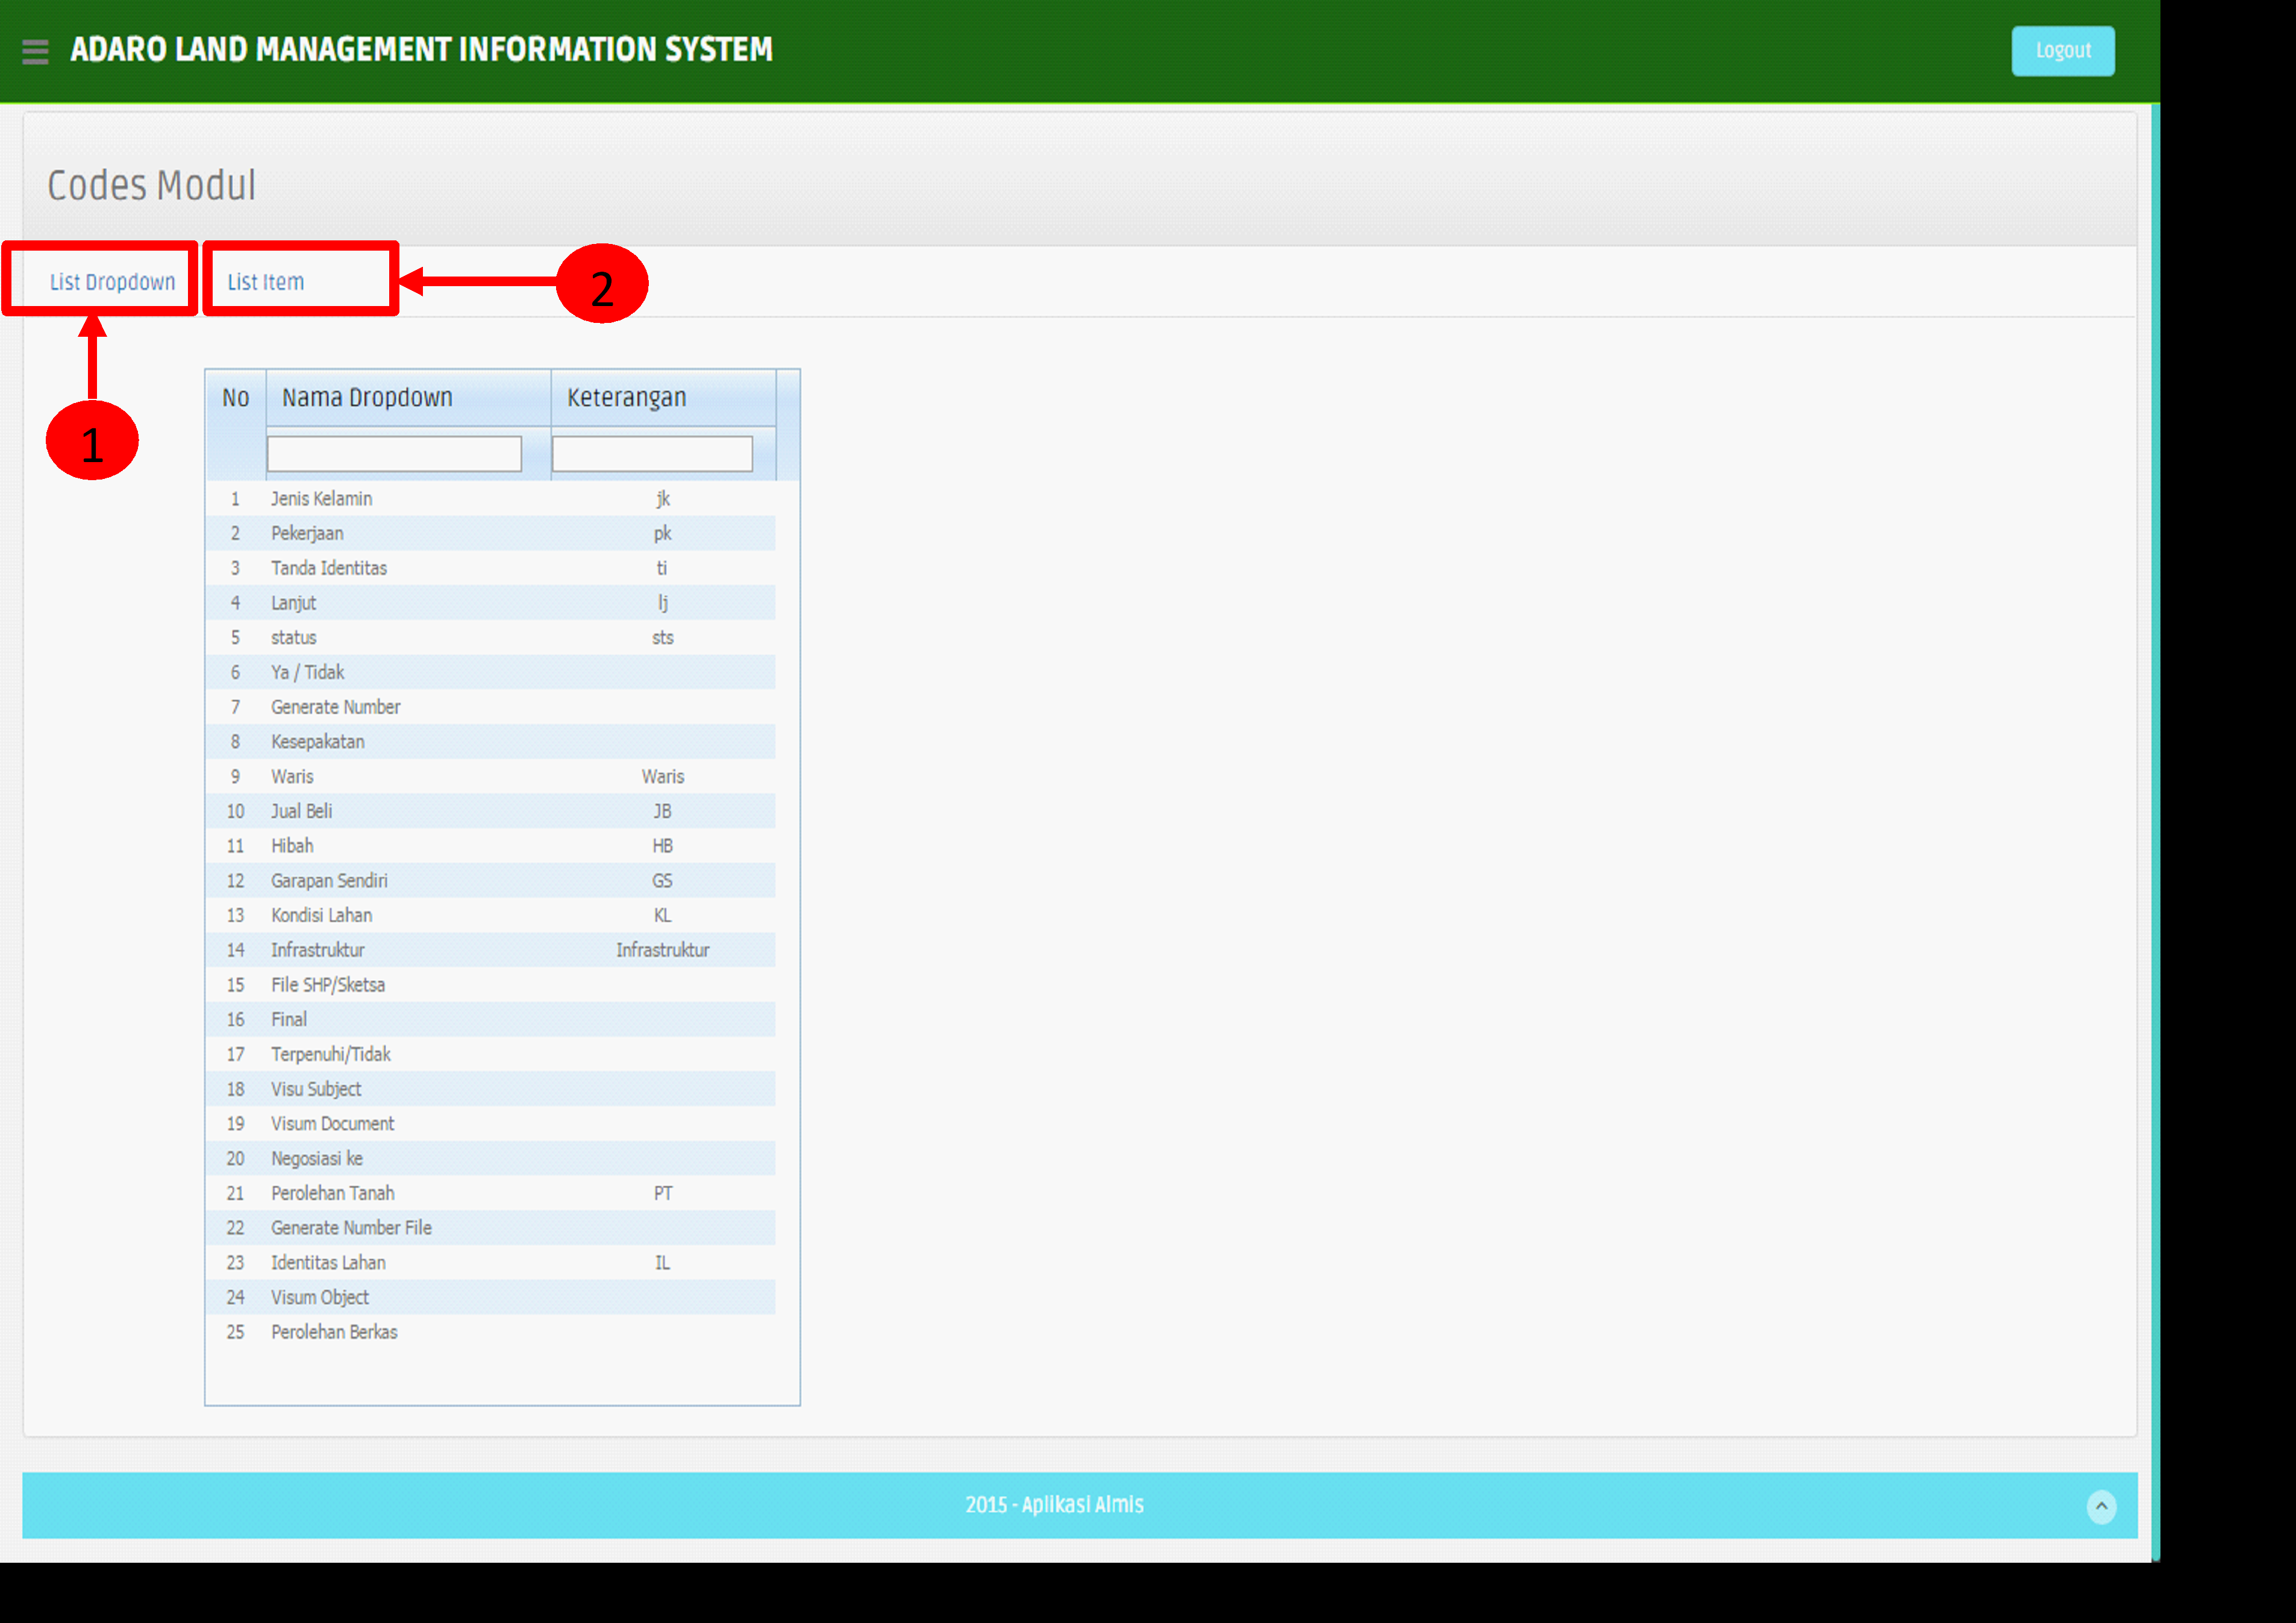 ADARO LAND MANAGEMENT INFORMATION SYSTEM
Logout
Codes Modul
List Dropdown
List Item
2
1
No Nama Dropdown Keterangan
1 Jenis Kelamin jk
2 Pekerjaan pk
3 Tanda Identitas ti
4 Lanjut lj
5 status sts
6 Ya / Tidak
7 Generate Number
8 Kesepakatan
9 Waris Waris
10 Jual Beli JB
11 Hibah HB
12 Garapan Sendiri GS
13 Kondisi Lahan KL
14 Infrastruktur Infrastruktur
15 File SHP/Sketsa
16 Final
17 Terpenuhi/Tidak
18 Visu Subject
19 Visum Document
20 Negosiasi ke
21 Perolehan Tanah PT
22 Generate Number File
23 Identitas Lahan IL
24 Visum Object
25 Perolehan Berkas
2015 - Aplikasi Almis